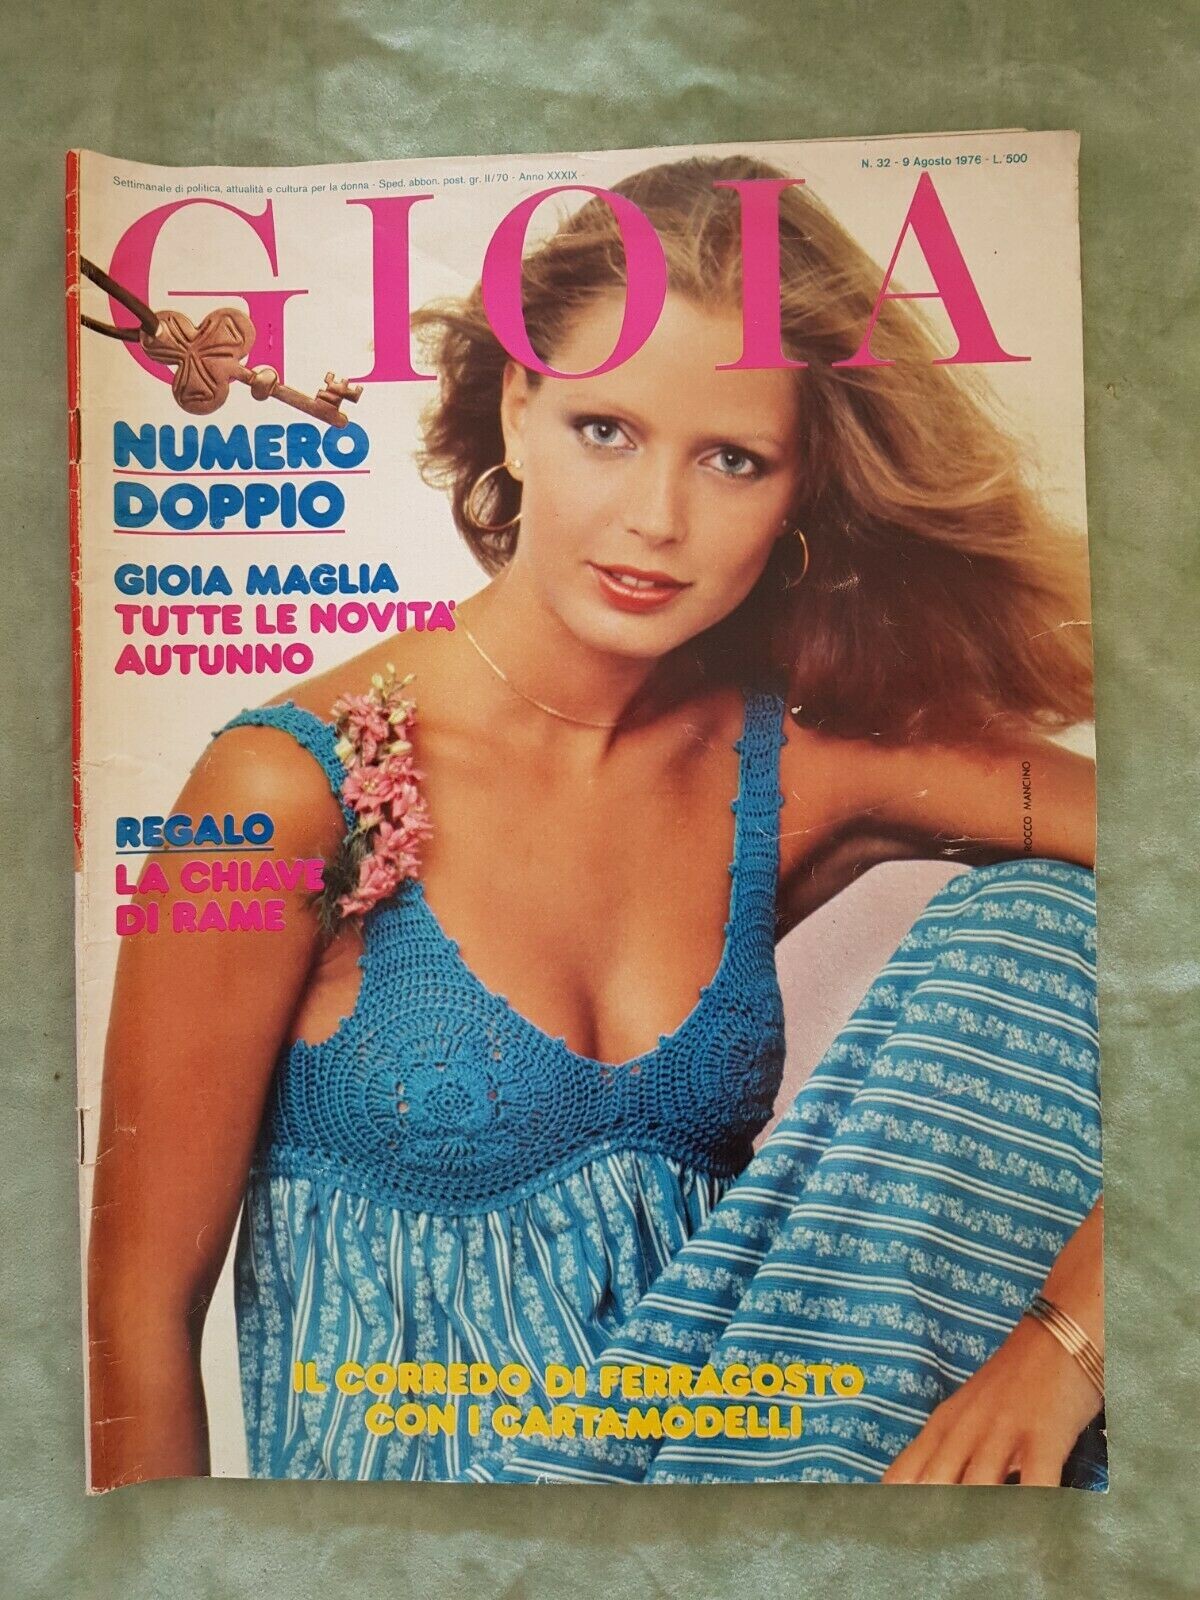 Settimanale di politica, attualità e cultura per la donna - Sped. abbon. post. gr. II/70 - Anno XXXIX -
N. 32 - 9 Agosto 1976 - L. 500
GIOIA
NUMERO
DOPPIO
GIOIA MAGLIA
TUTTE LE NOVITA'
AUTUNNO
ROCCO MANCINO
REGALO
LA CHIAVE
DI RAME
IL CORREDO DI FERRAGOSTO
CON I CARTAMODELLI